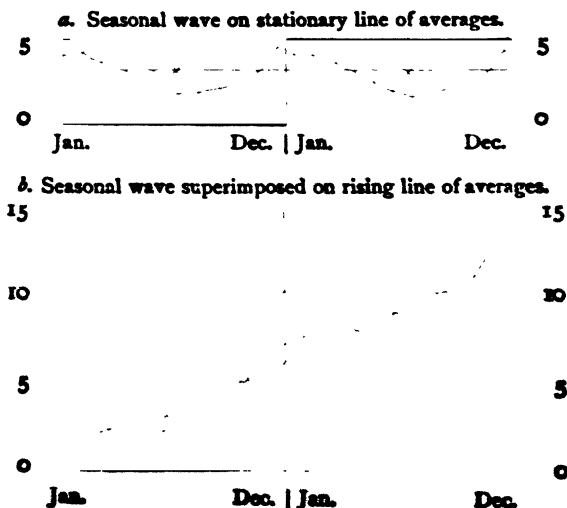 a. Seasonal wave on stationary line of averages.
5 5
0 0
Jan. Dec. | Jan. Dec.
b. Seasonal wave superimposed on rising line of averages.
15 15
10 10
5 5
0 0
Jan. Dec. | Jan. Dec.